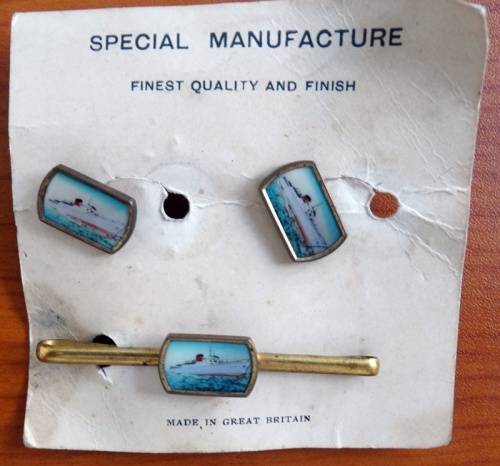 SPECIAL MANUFACTURE
FINEST QUALITY AND FINISH
MADE IN GREAT BRITAIN